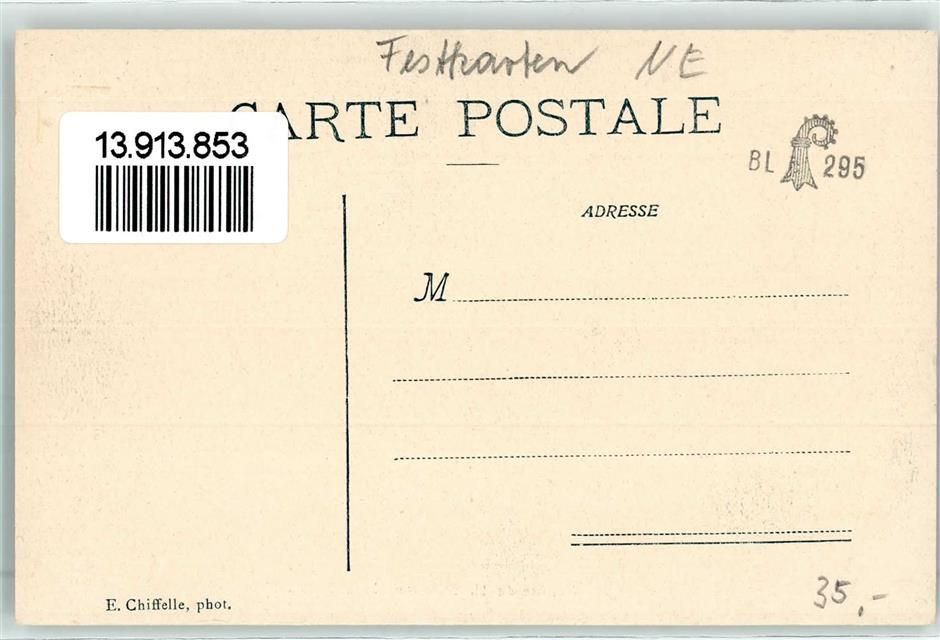 Festkarten NE
CARTE POSTALE
13.913.853
BL 295
ADRESSE
M
35,-
E. Chiffelle, phot.